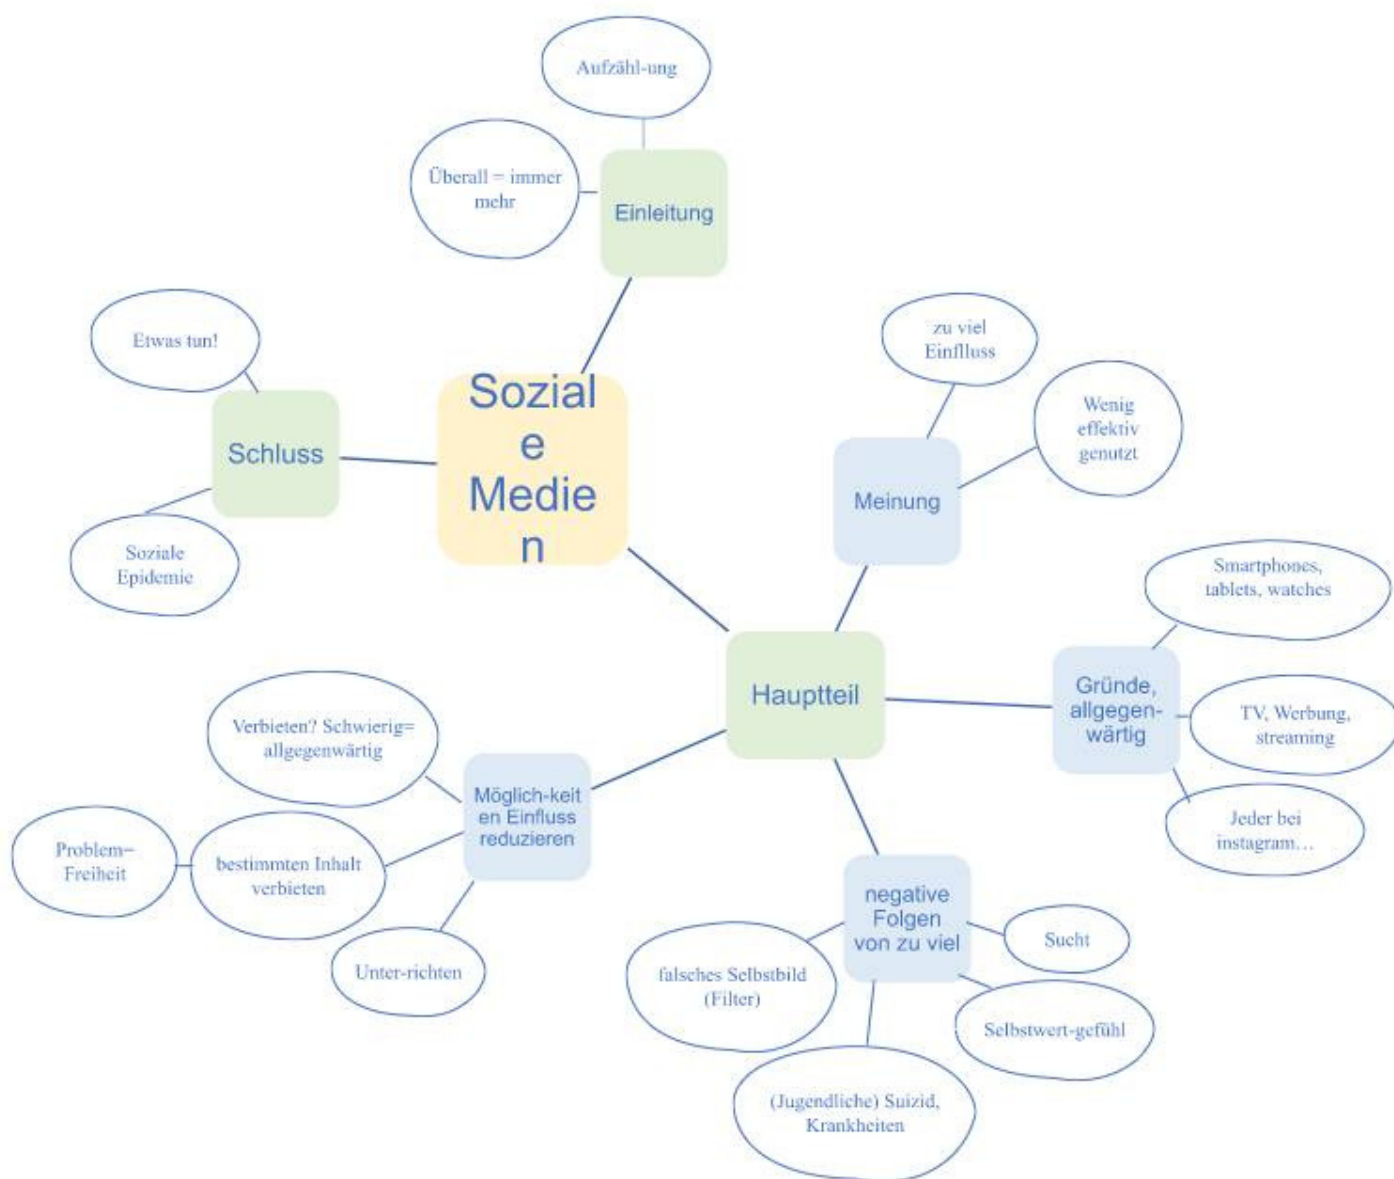 Aufzähl-ung
Überall = immer
mehr
Einleitung
Etwas tun!
Schluss
Soziale
Epidemie
Sozial
e
Medie
n
zu viel
Einflluss
Wenig
effektiv
genutzt
Meinung
Smartphones,
tablets, watches
Gründe,
allgegen-
wärtig
TV, Werbung,
streaming
Jeder bei
instagram…
Hauptteil
Verbieten? Schwierig=
allgegenwärtig
Möglich-keit
en Einfluss
reduzieren
Problem=
Freiheit
bestimmten Inhalt
verbieten
Unter-richten
negative
Folgen
von zu viel
Sucht
falsches Selbstbild
(Filter)
Selbstwert-gefühl
(Jugendliche) Suizid,
Krankheiten